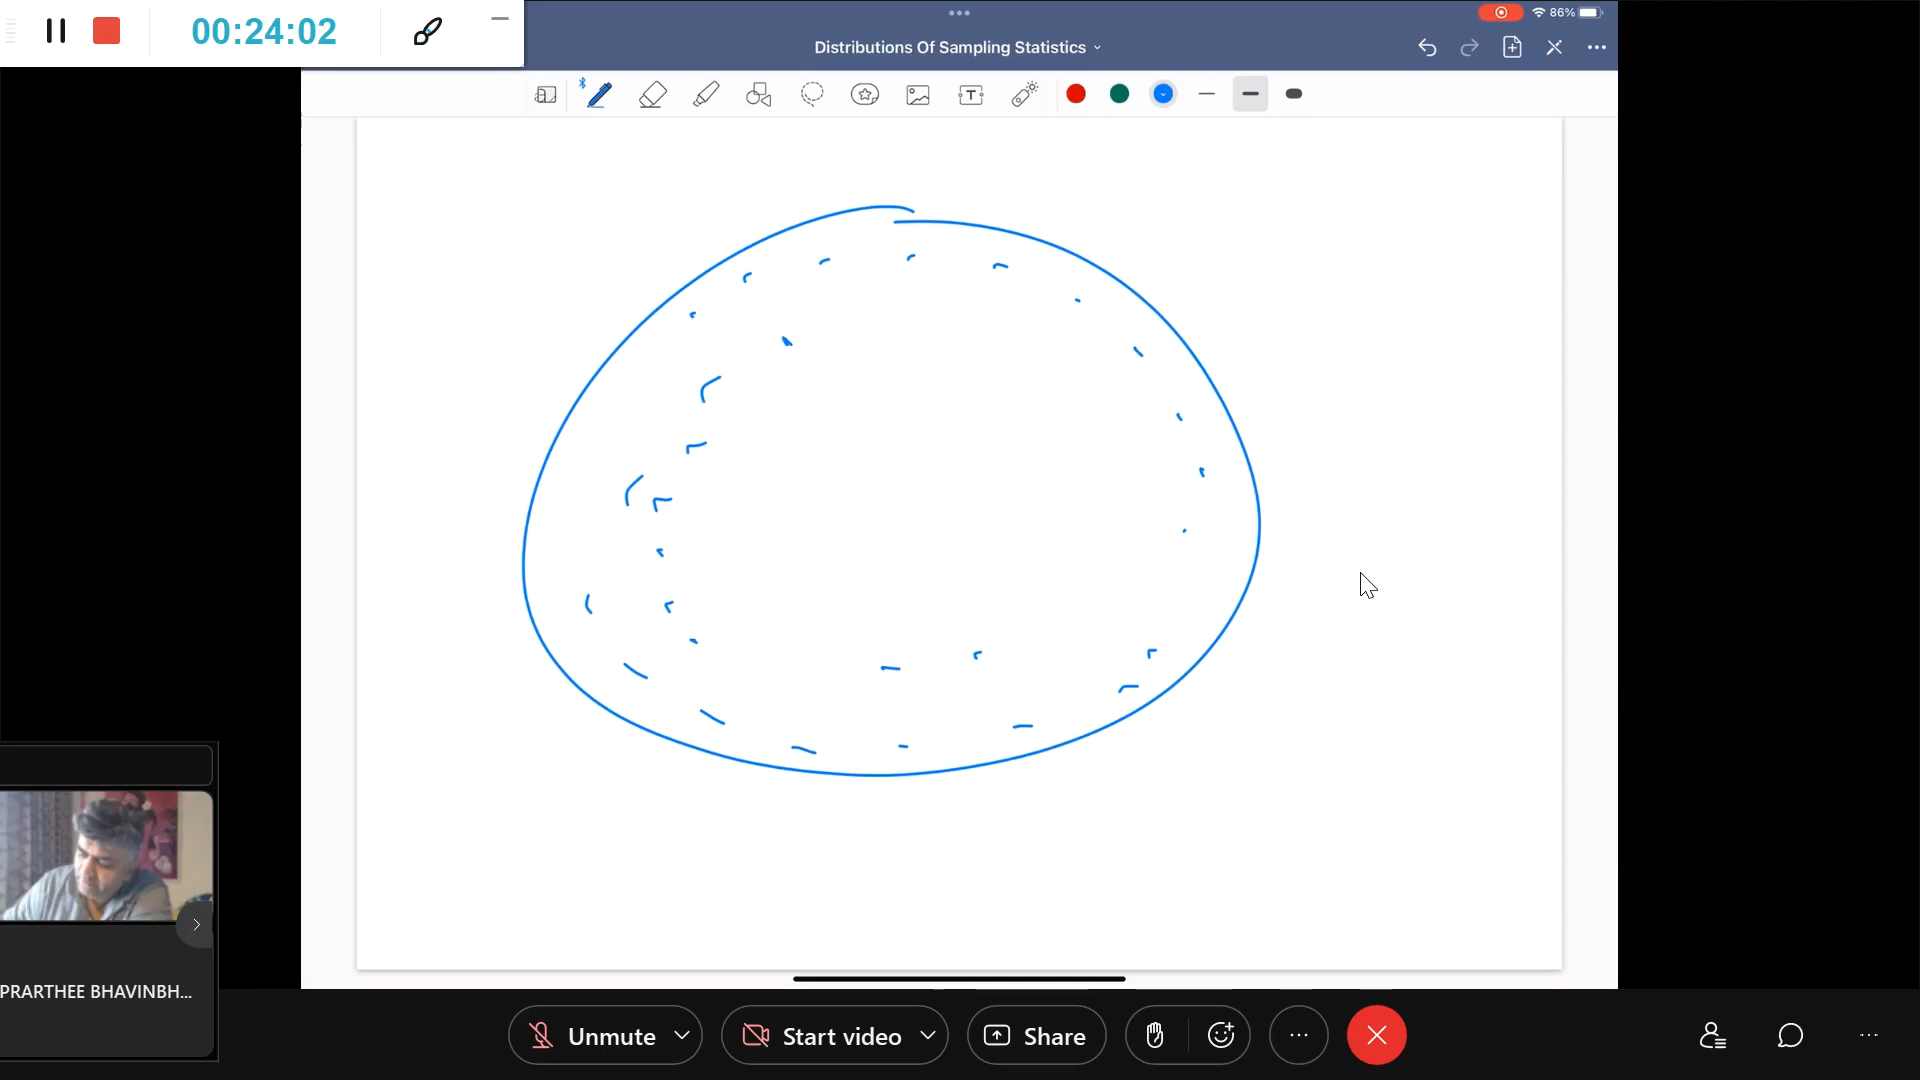 00:24:02
Distributions Of Sampling Statistics
86%
T
PRARTHEE BHAVINBH...
Unmute
Start video
Share